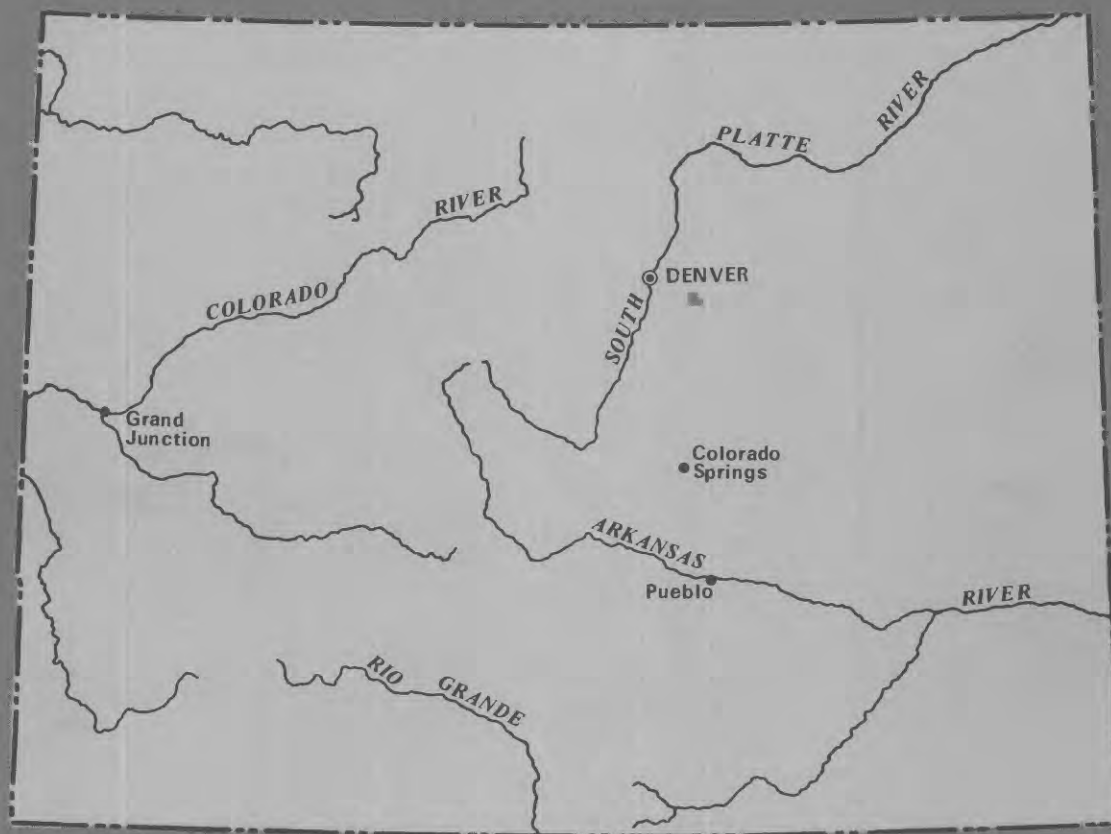 PLATTE RIVER
RIVER
COLORADO
DENVER
SOUTH
Grand
Junction
Colorado
Springs
ARKANSAS
Pueblo
RIVER
RIO GRANDE